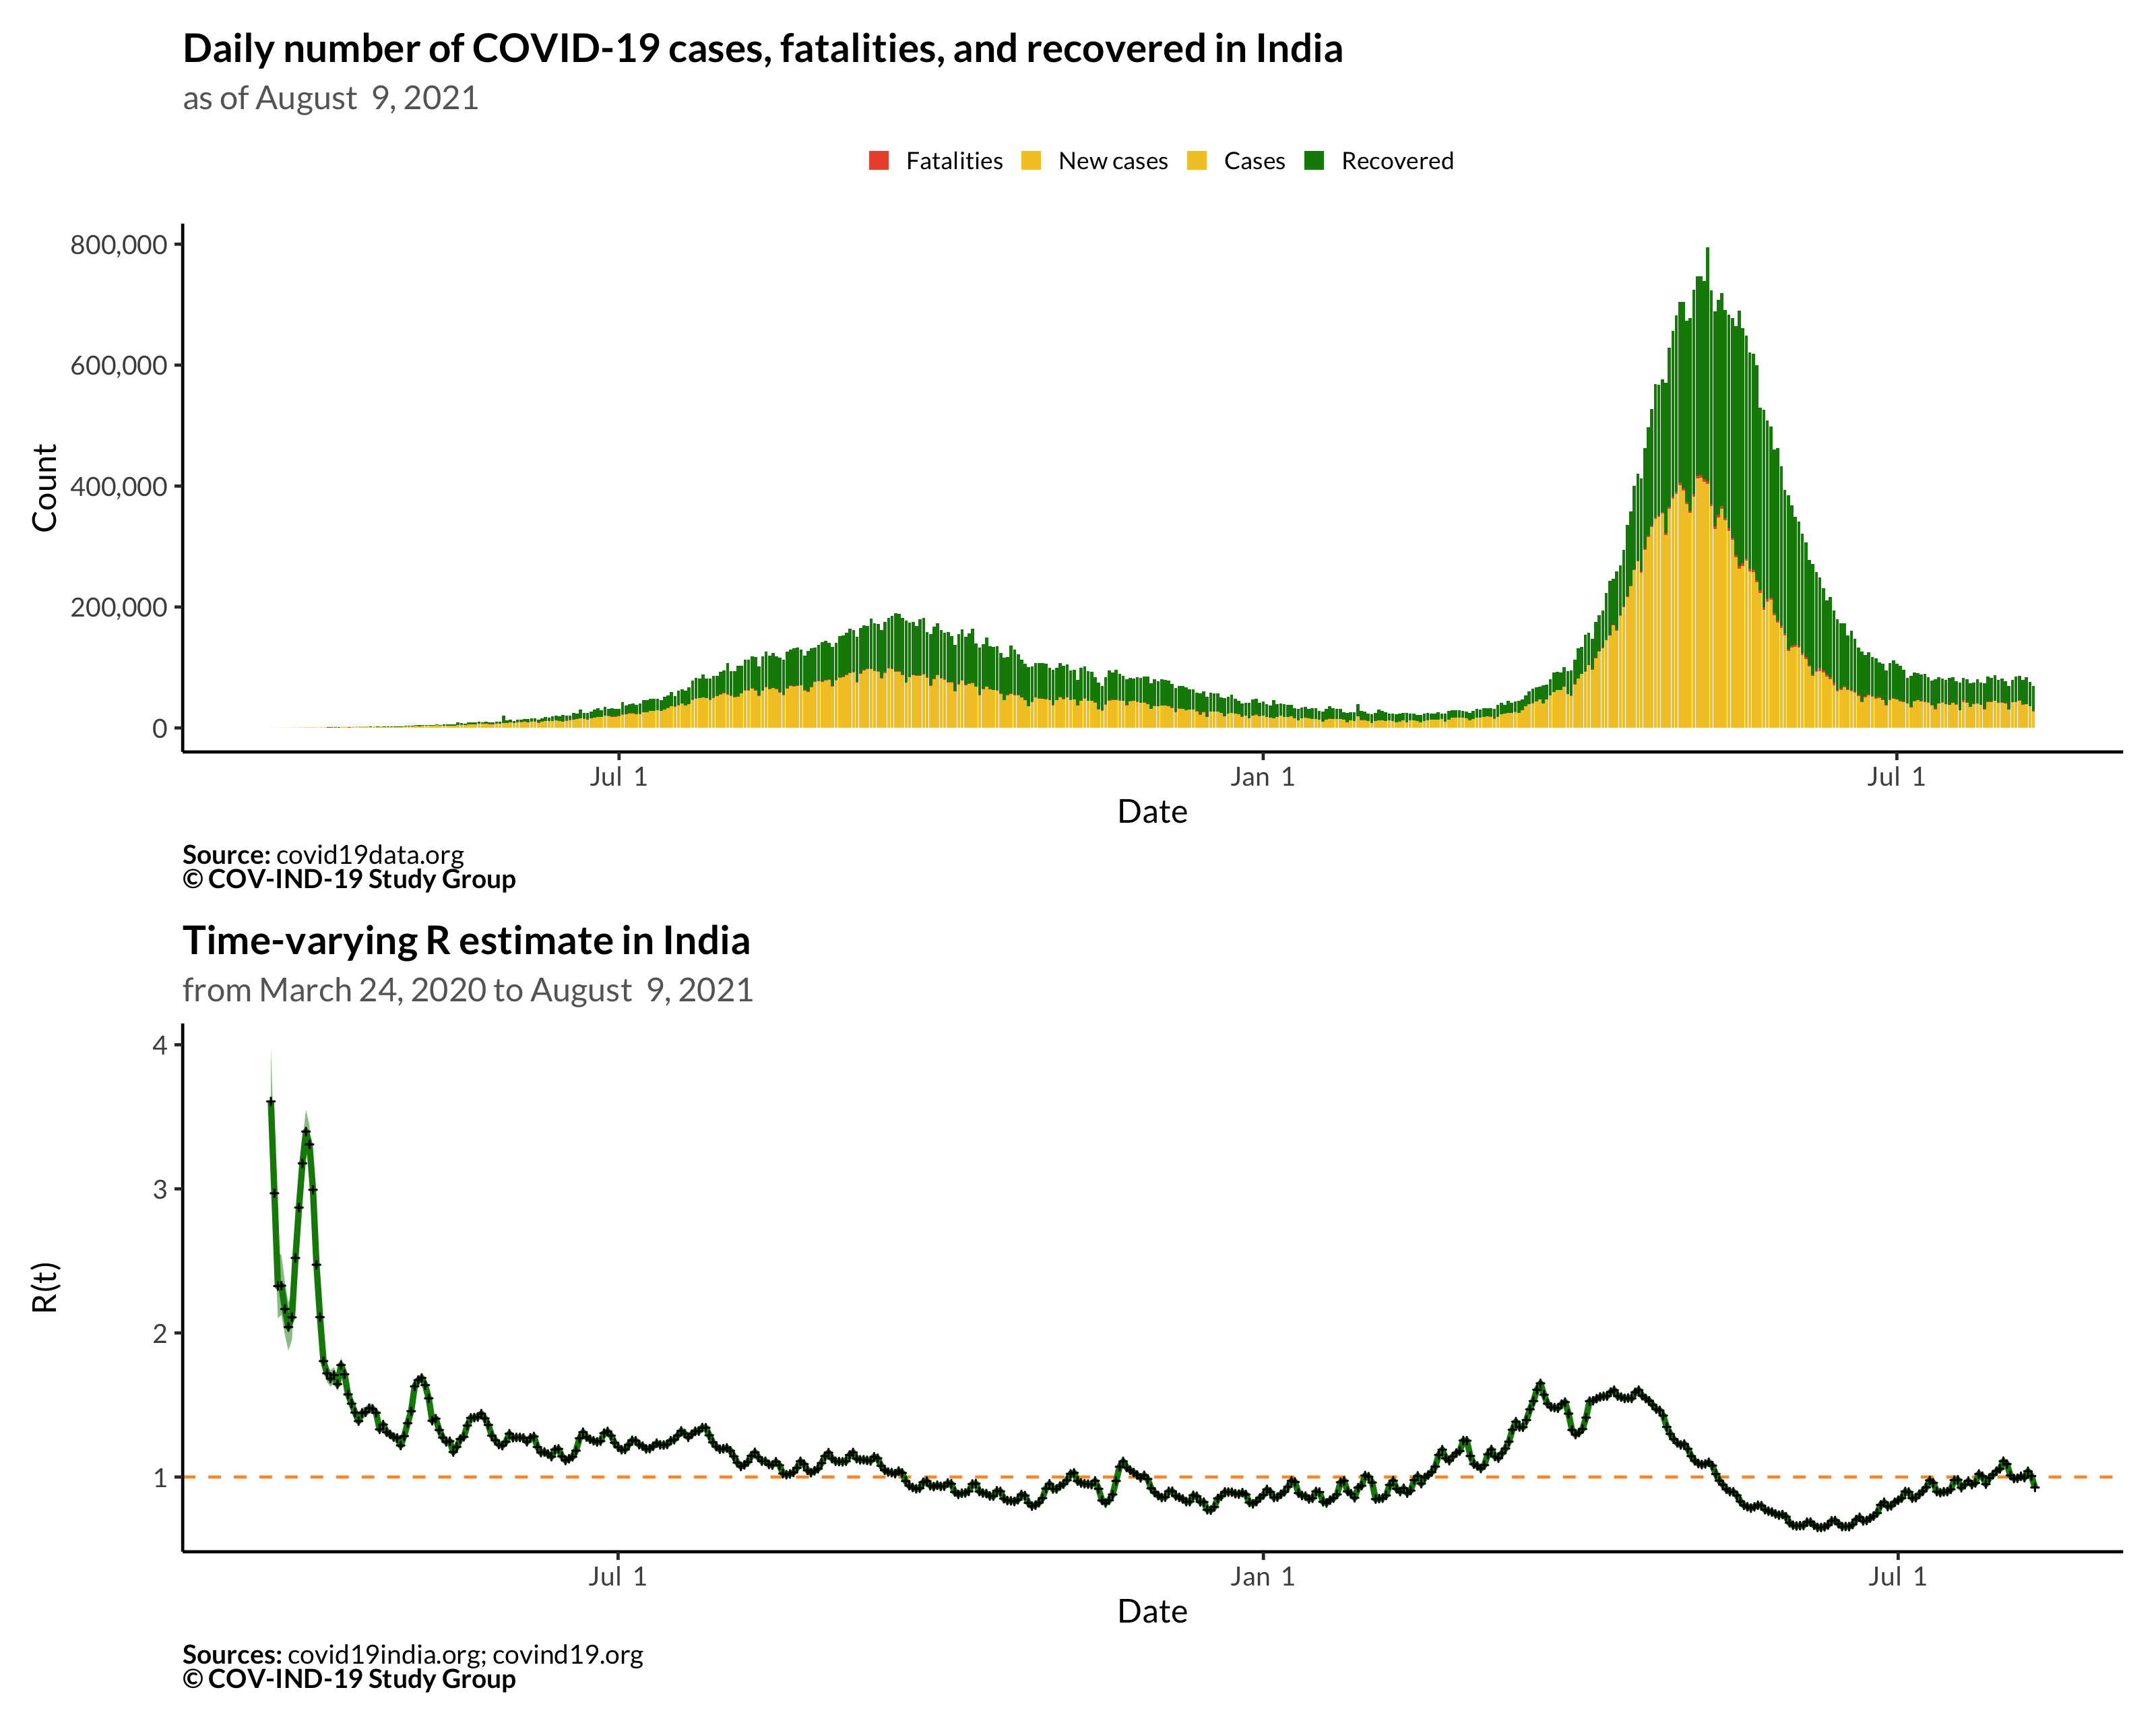 Daily number of COVID-19 cases, fatalities, and recovered in India
as of August  9, 2021
Fatalities New cases Cases Recovered
800,000
600,000
400,000
200,000
0
Count
Jul  1 Jan  1 Jul  1
Date
Source: covid19data.org
© COV-IND-19 Study Group
Time-varying R estimate in India
from March 24, 2020 to August  9, 2021
4
3
2
1
R(t)
Jul  1 Jan  1 Jul  1
Date
Sources: covid19india.org; covind19.org
© COV-IND-19 Study Group